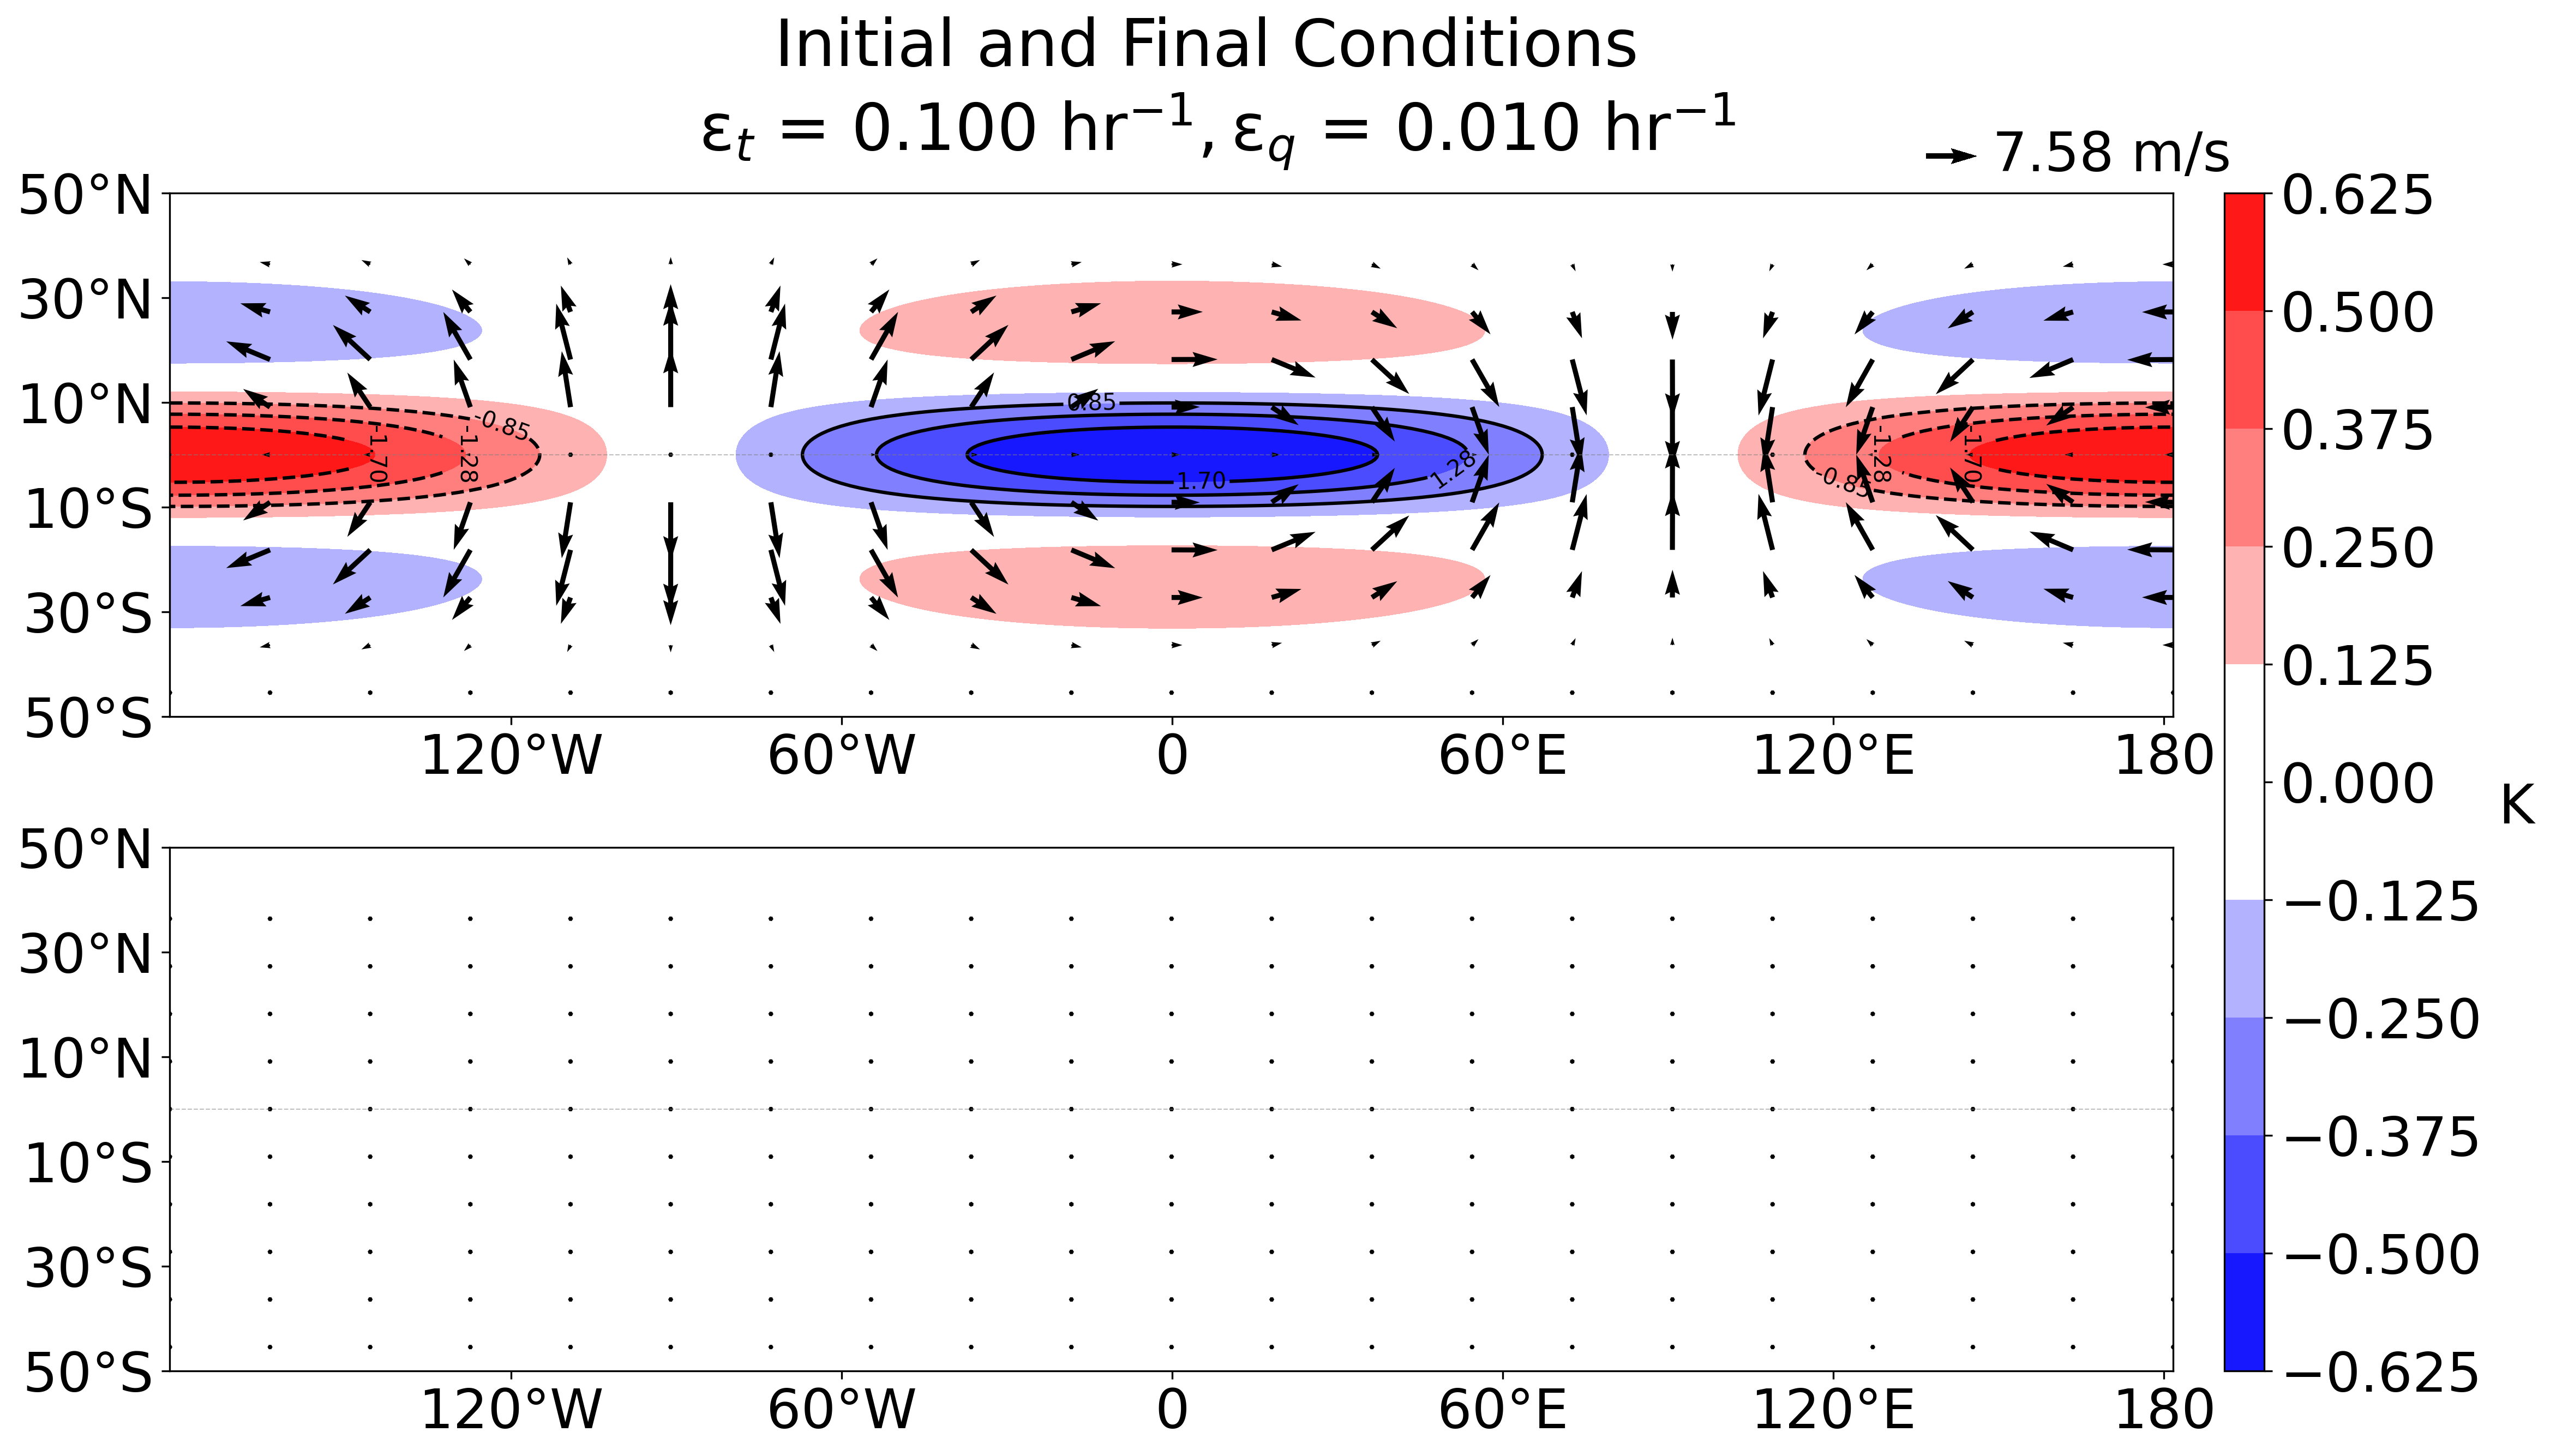 Initial and Final Conditions
ε_t = 0.100 hr⁻¹, ε_q = 0.010 hr⁻¹
7.58 m/s
50°N
30°N
10°N
10°S
30°S
50°S
-1.70
-1.28
-0.85
0.85
1.70
1.28
-0.85
-1.28
-1.70
120°W 60°W 0 60°E 120°E 180
50°N
30°N
10°N
10°S
30°S
50°S
120°W 60°W 0 60°E 120°E 180
0.625
0.500
0.375
0.250
0.125
0.000
−0.125
−0.250
−0.375
−0.500
−0.625
K